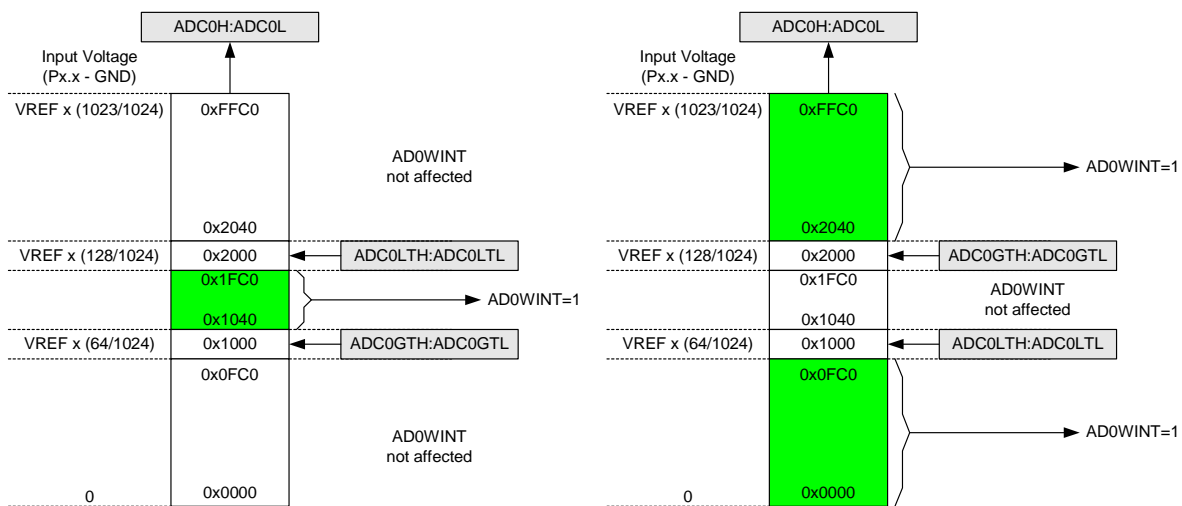 ADC0H:ADC0L
Input Voltage
(Px.x - GND)
VREF x (1023/1024)
0xFFC0
AD0WINT
not affected
0x2040
VREF x (128/1024)
0x2000
ADC0LTH:ADC0LTL
0x1FC0
AD0WINT=1
0x1040
VREF x (64/1024)
0x1000
ADC0GTH:ADC0GTL
0x0FC0
AD0WINT
not affected
0
0x0000
ADC0H:ADC0L
Input Voltage
(Px.x - GND)
VREF x (1023/1024)
0xFFC0
AD0WINT=1
0x2040
VREF x (128/1024)
0x2000
ADC0GTH:ADC0GTL
0x1FC0
AD0WINT
not affected
0x1040
VREF x (64/1024)
0x1000
ADC0LTH:ADC0LTL
0x0FC0
AD0WINT=1
0
0x0000